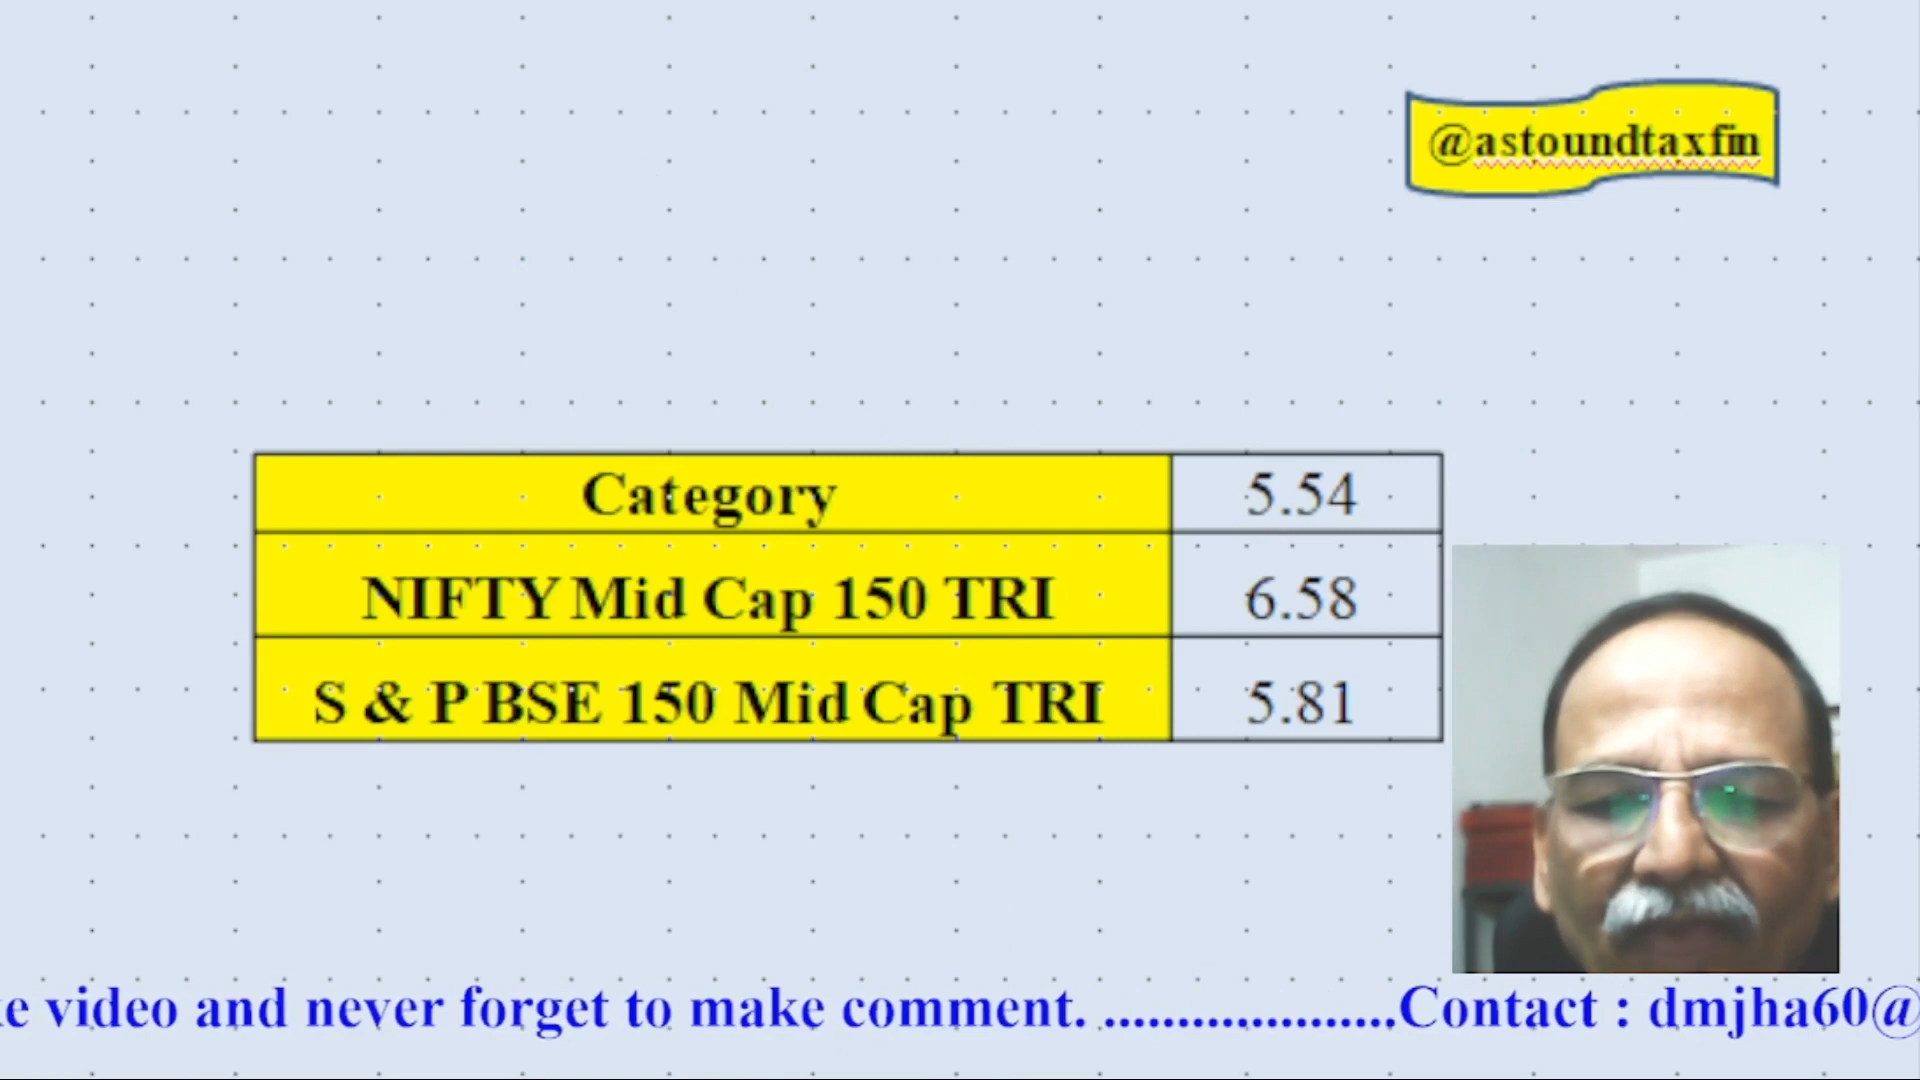 @astoundtaxfin
Category 5.54
NIFTY Mid Cap 150 TRI 6.58
S & P BSE 150 Mid Cap TRI 5.81
video and never forget to make comment. .....................Contact : dmjha60@